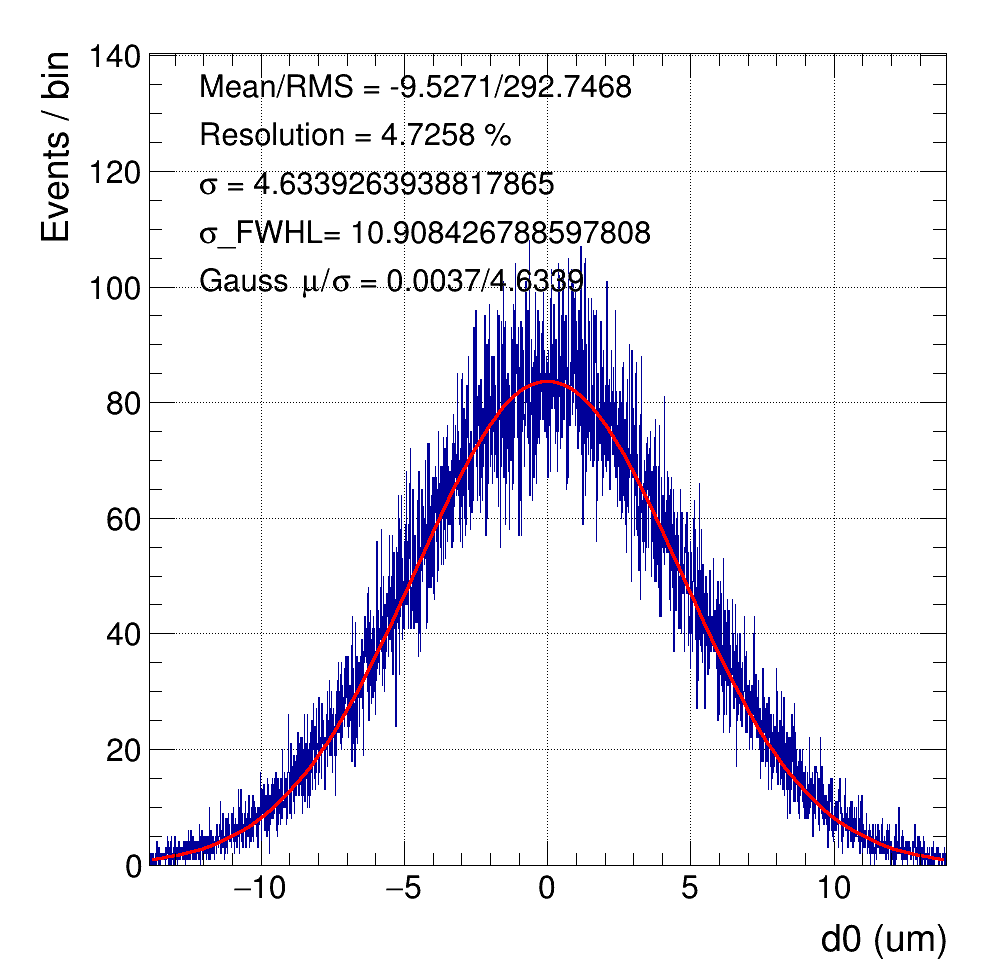 Events / bin
140
Mean/RMS = -9.5271/292.7468
Resolution = 4.7258 %
120
σ = 4.6339263938817865
σ_FWHL= 10.908426788597808
100
Gauss μ/σ = 0.0037/4.6339
80
60
40
20
0
−10 −5 0 5 10
d0 (um)